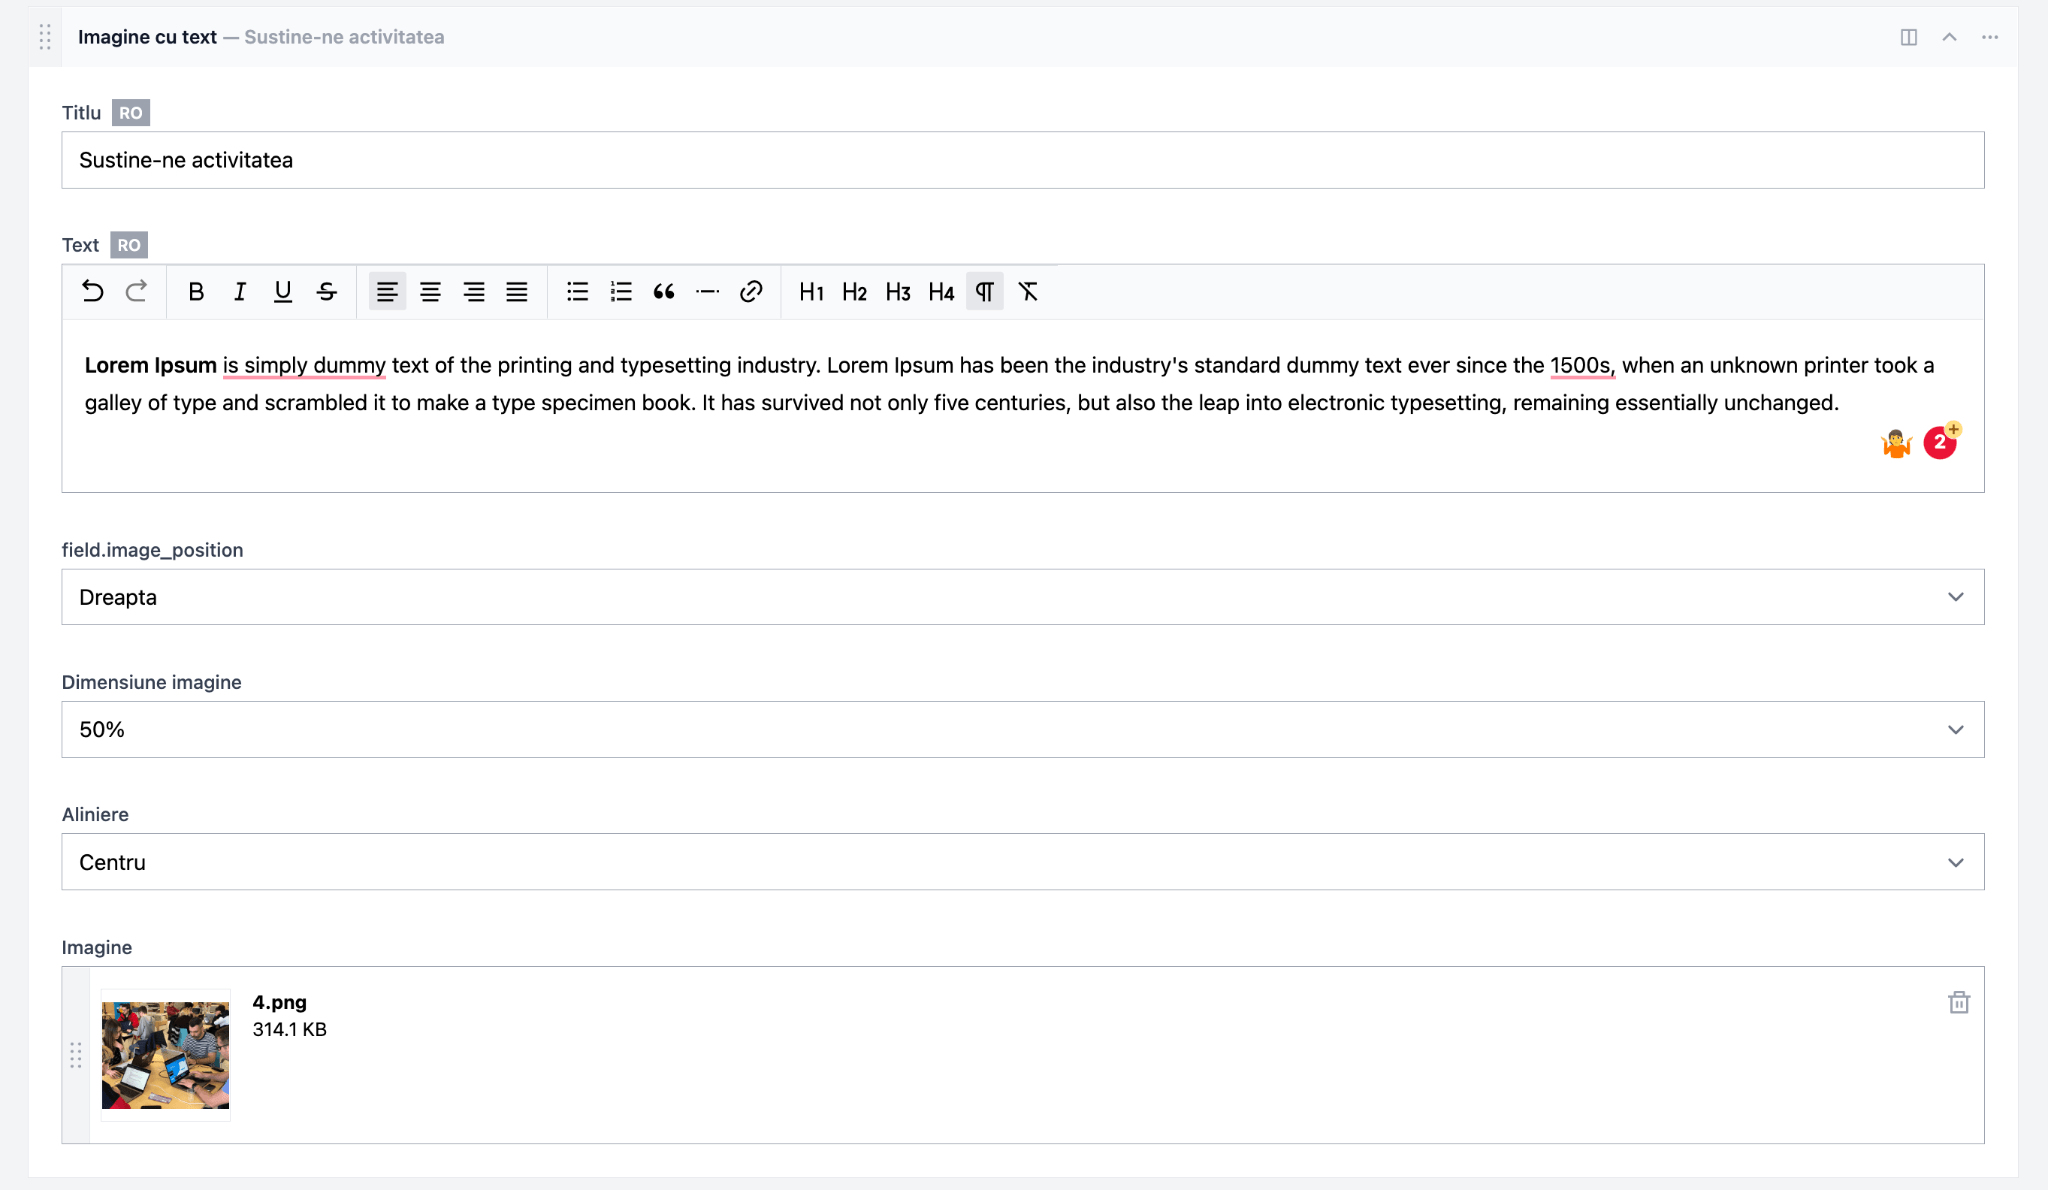 Imagine cu text — Sustine-ne activitatea
Titlu RO
Sustine-ne activitatea
Text RO
B I U S H1 H2 H3 H4
Lorem Ipsum is simply dummy text of the printing and typesetting industry. Lorem Ipsum has been the industry's standard dummy text ever since the 1500s, when an unknown printer took a
galley of type and scrambled it to make a type specimen book. It has survived not only five centuries, but also the leap into electronic typesetting, remaining essentially unchanged.
2
field.image_position
Dreapta
Dimensiune imagine
50%
Aliniere
Centru
Imagine
4.png
314.1 KB